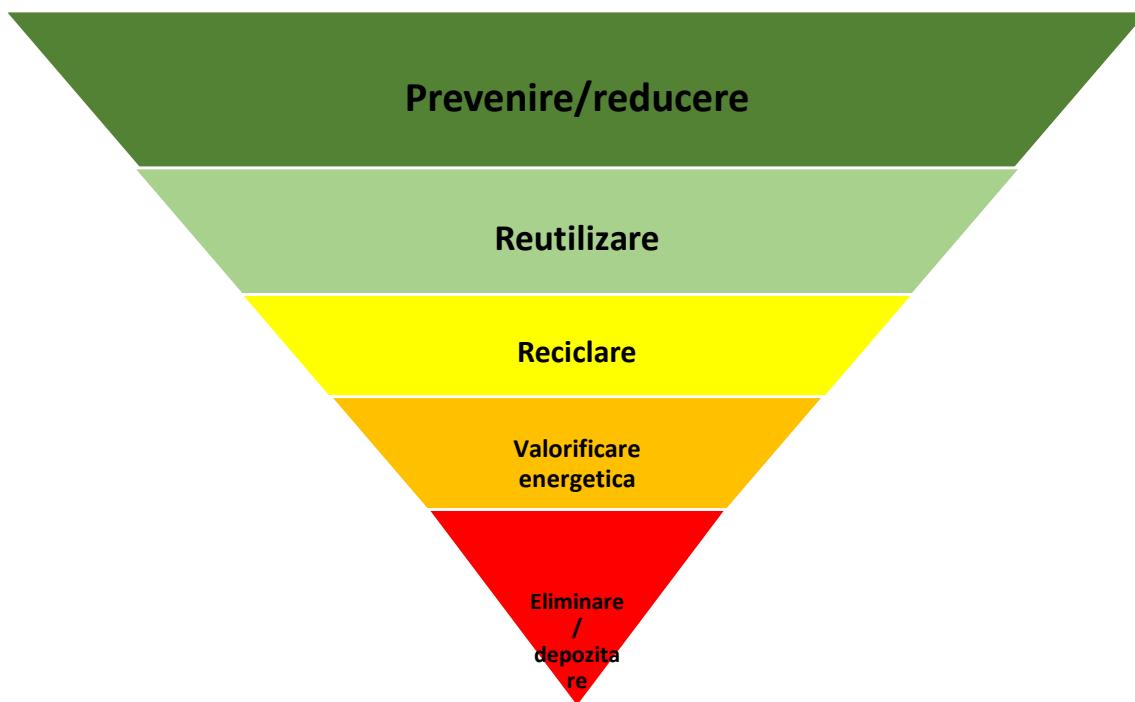 Prevenire/reducere
Reutilizare
Reciclare
Valorificare
energetica
Eliminare
/
depozita
re